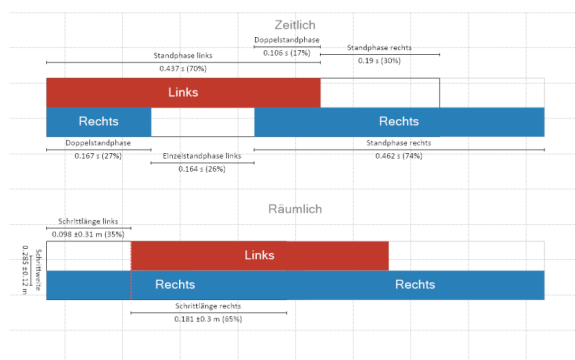 Zeitlich
Doppelstandphase
0.106 s (17%)
Standphase links
0.437 s (70%)
Standphase rechts
0.19 s (30%)
Links
Rechts
Rechts
Doppelstandphase
0.167 s (27%)
Einzelstandphase links
0.164 s (26%)
Standphase rechts
0.462 s (74%)
Räumlich
Schrittlänge links
0.098 ±0.31 m (35%)
Schrittweite
0.285 ±0.12 m
Links
Rechts
Rechts
Schrittlänge rechts
0.181 ±0.3 m (65%)